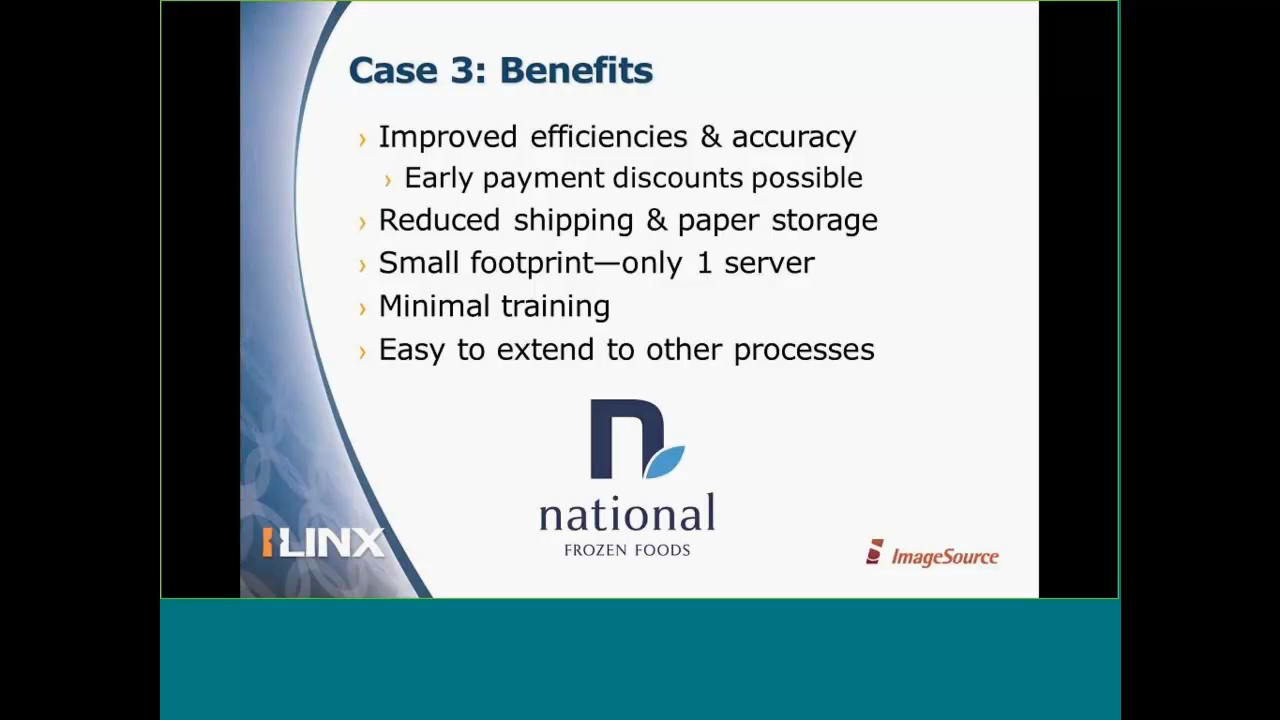 Case 3: Benefits
› Improved efficiencies & accuracy
› Early payment discounts possible
› Reduced shipping & paper storage
› Small footprint—only 1 server
› Minimal training
› Easy to extend to other processes
n
national
FROZEN FOODS
ILINX
ImageSource